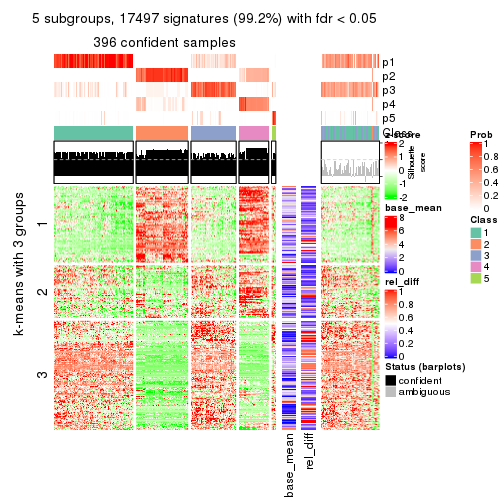 5 subgroups, 17497 signatures (99.2%) with fdr < 0.05
396 confident samples
p1
p2
p3
p4
p5
Class
z-score
2
1
0
-1
-2
Silhouette
score
k-means with 3 groups
1
2
3
base_mean
rel_diff
base_mean
8
6
4
2
0
rel_diff
1
0.8
0.6
0.4
0.2
0
Status (barplots)
confident
ambiguous
Prob
1
0.8
0.6
0.4
0.2
0
Class
1
2
3
4
5